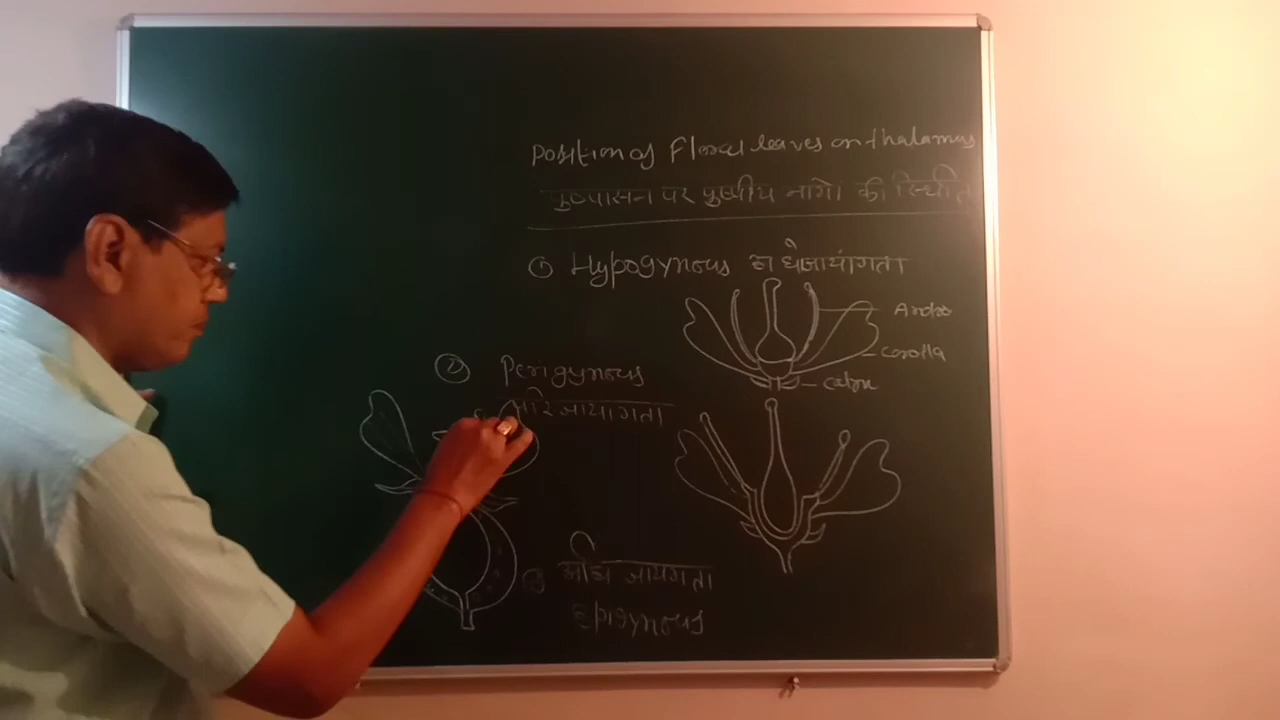 Position of Floral leaves on thalamus
पुष्पासन पर पुष्पीय भागो की स्थिति
① Hypogynous अधोजायांगता
Andro
Corolla
Calyx
② Perigynous
परिजायागता
③ अधि जायगता
Epigynous